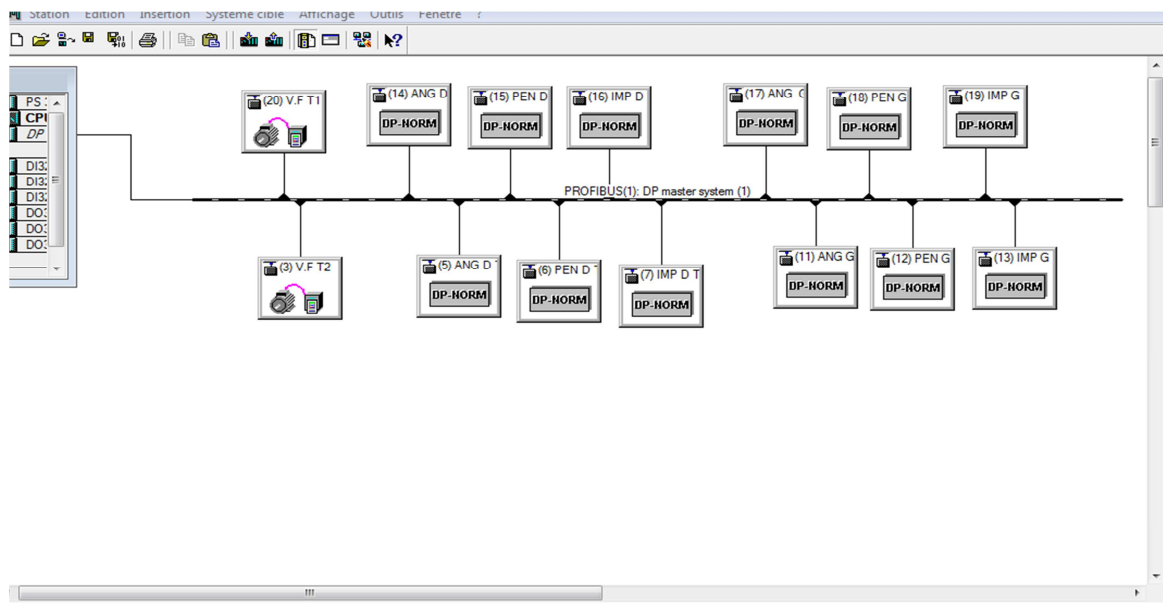 Station Edition Insertion Système cible Affichage Outils Fenêtre ?
PS
CPU
DP
DI32
DI32
DI32
DO3
DO3
DO3
(20) V.F T1
(14) ANG D
DP-NORM
(15) PEN D
DP-NORM
(16) IMP D
DP-NORM
(17) ANG G
DP-NORM
(18) PEN G
DP-NORM
(19) IMP G
DP-NORM
PROFIBUS(1): DP master system (1)
(3) V.F T2
(5) ANG D T
DP-NORM
(6) PEN D T
DP-NORM
(7) IMP D T
DP-NORM
(11) ANG G
DP-NORM
(12) PEN G
DP-NORM
(13) IMP G
DP-NORM